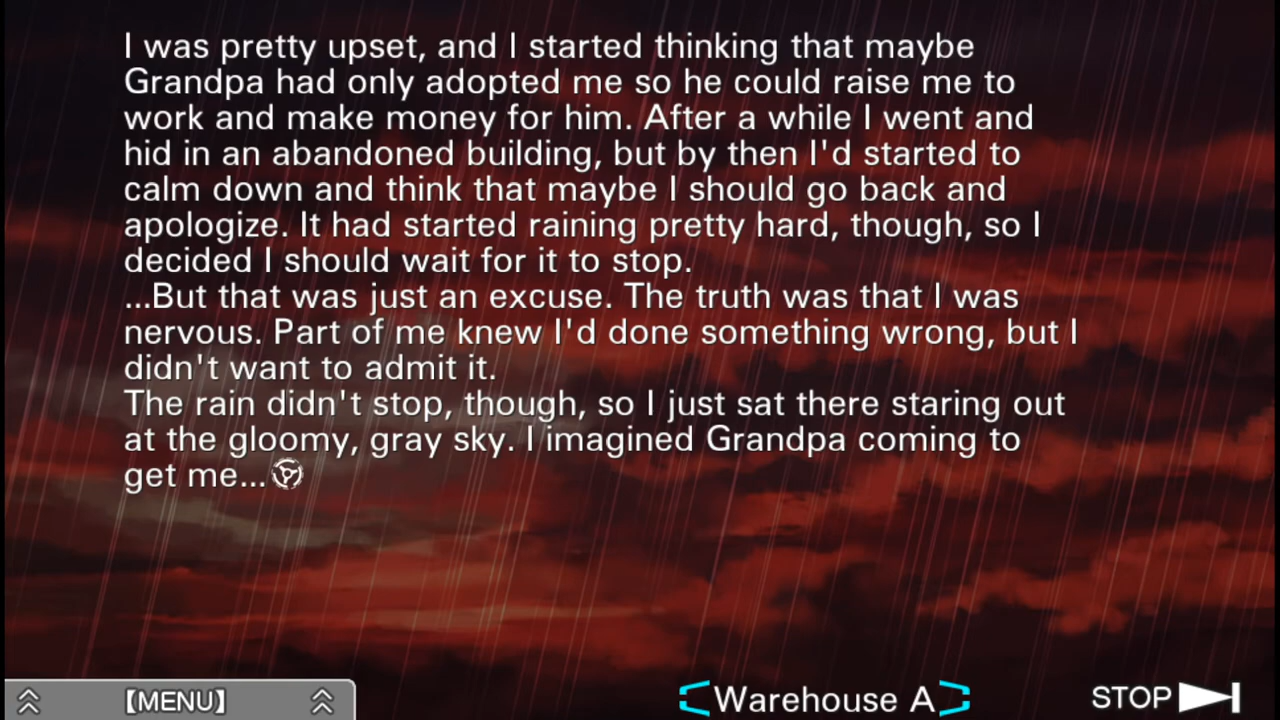 I was pretty upset, and I started thinking that maybe
Grandpa had only adopted me so he could raise me to
work and make money for him. After a while I went and
hid in an abandoned building, but by then I'd started to
calm down and think that maybe I should go back and
apologize. It had started raining pretty hard, though, so I
decided I should wait for it to stop.
...But that was just an excuse. The truth was that I was
nervous. Part of me knew I'd done something wrong, but I
didn't want to admit it.
The rain didn't stop, though, so I just sat there staring out
at the gloomy, gray sky. I imagined Grandpa coming to
get me...
【MENU】
Warehouse A
STOP